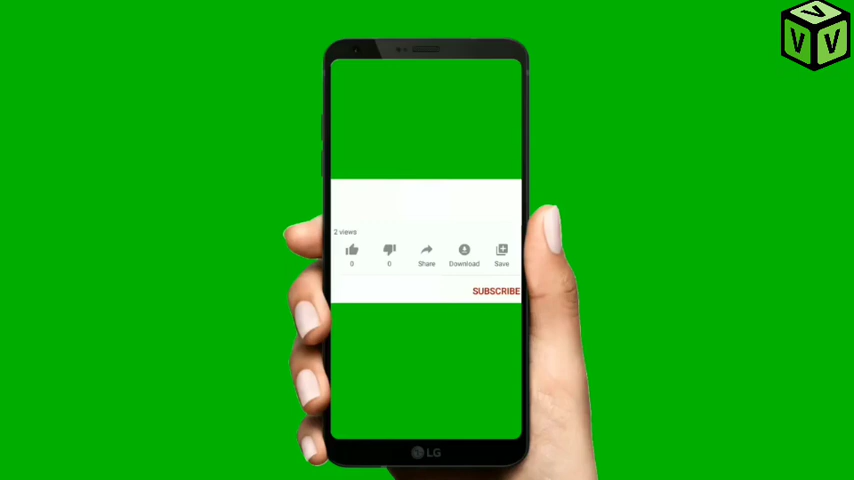 V
V V
2 views
0 0 Share Download Save
SUBSCRIBE
LG